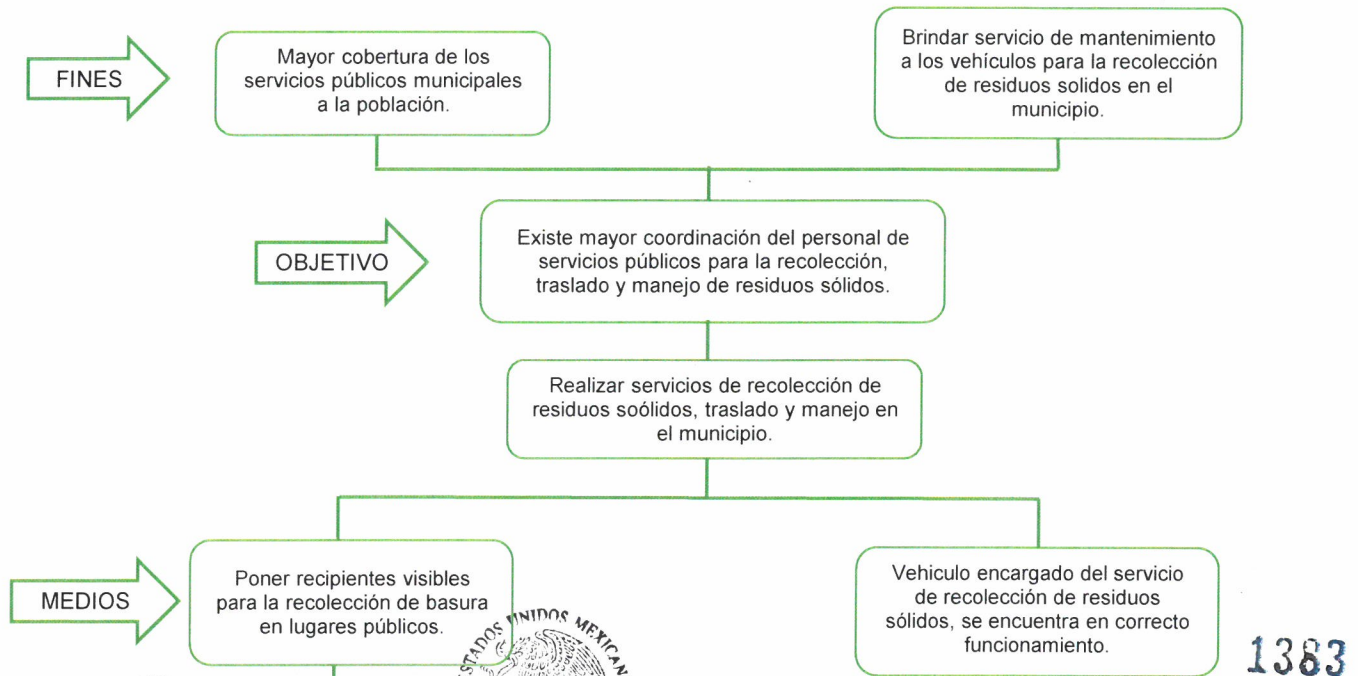 FINES
Mayor cobertura de los
servicios públicos municipales
a la población.
Brindar servicio de mantenimiento
a los vehículos para la recolección
de residuos solidos en el
municipio.
OBJETIVO
Existe mayor coordinación del personal de
servicios públicos para la recolección,
traslado y manejo de residuos sólidos.
Realizar servicios de recolección de
residuos soólidos, traslado y manejo en
el municipio.
MEDIOS
Poner recipientes visibles
para la recolección de basura
en lugares públicos.
Vehiculo encargado del servicio
de recolección de residuos
sólidos, se encuentra en correcto
funcionamiento.
UNIDOS
1383